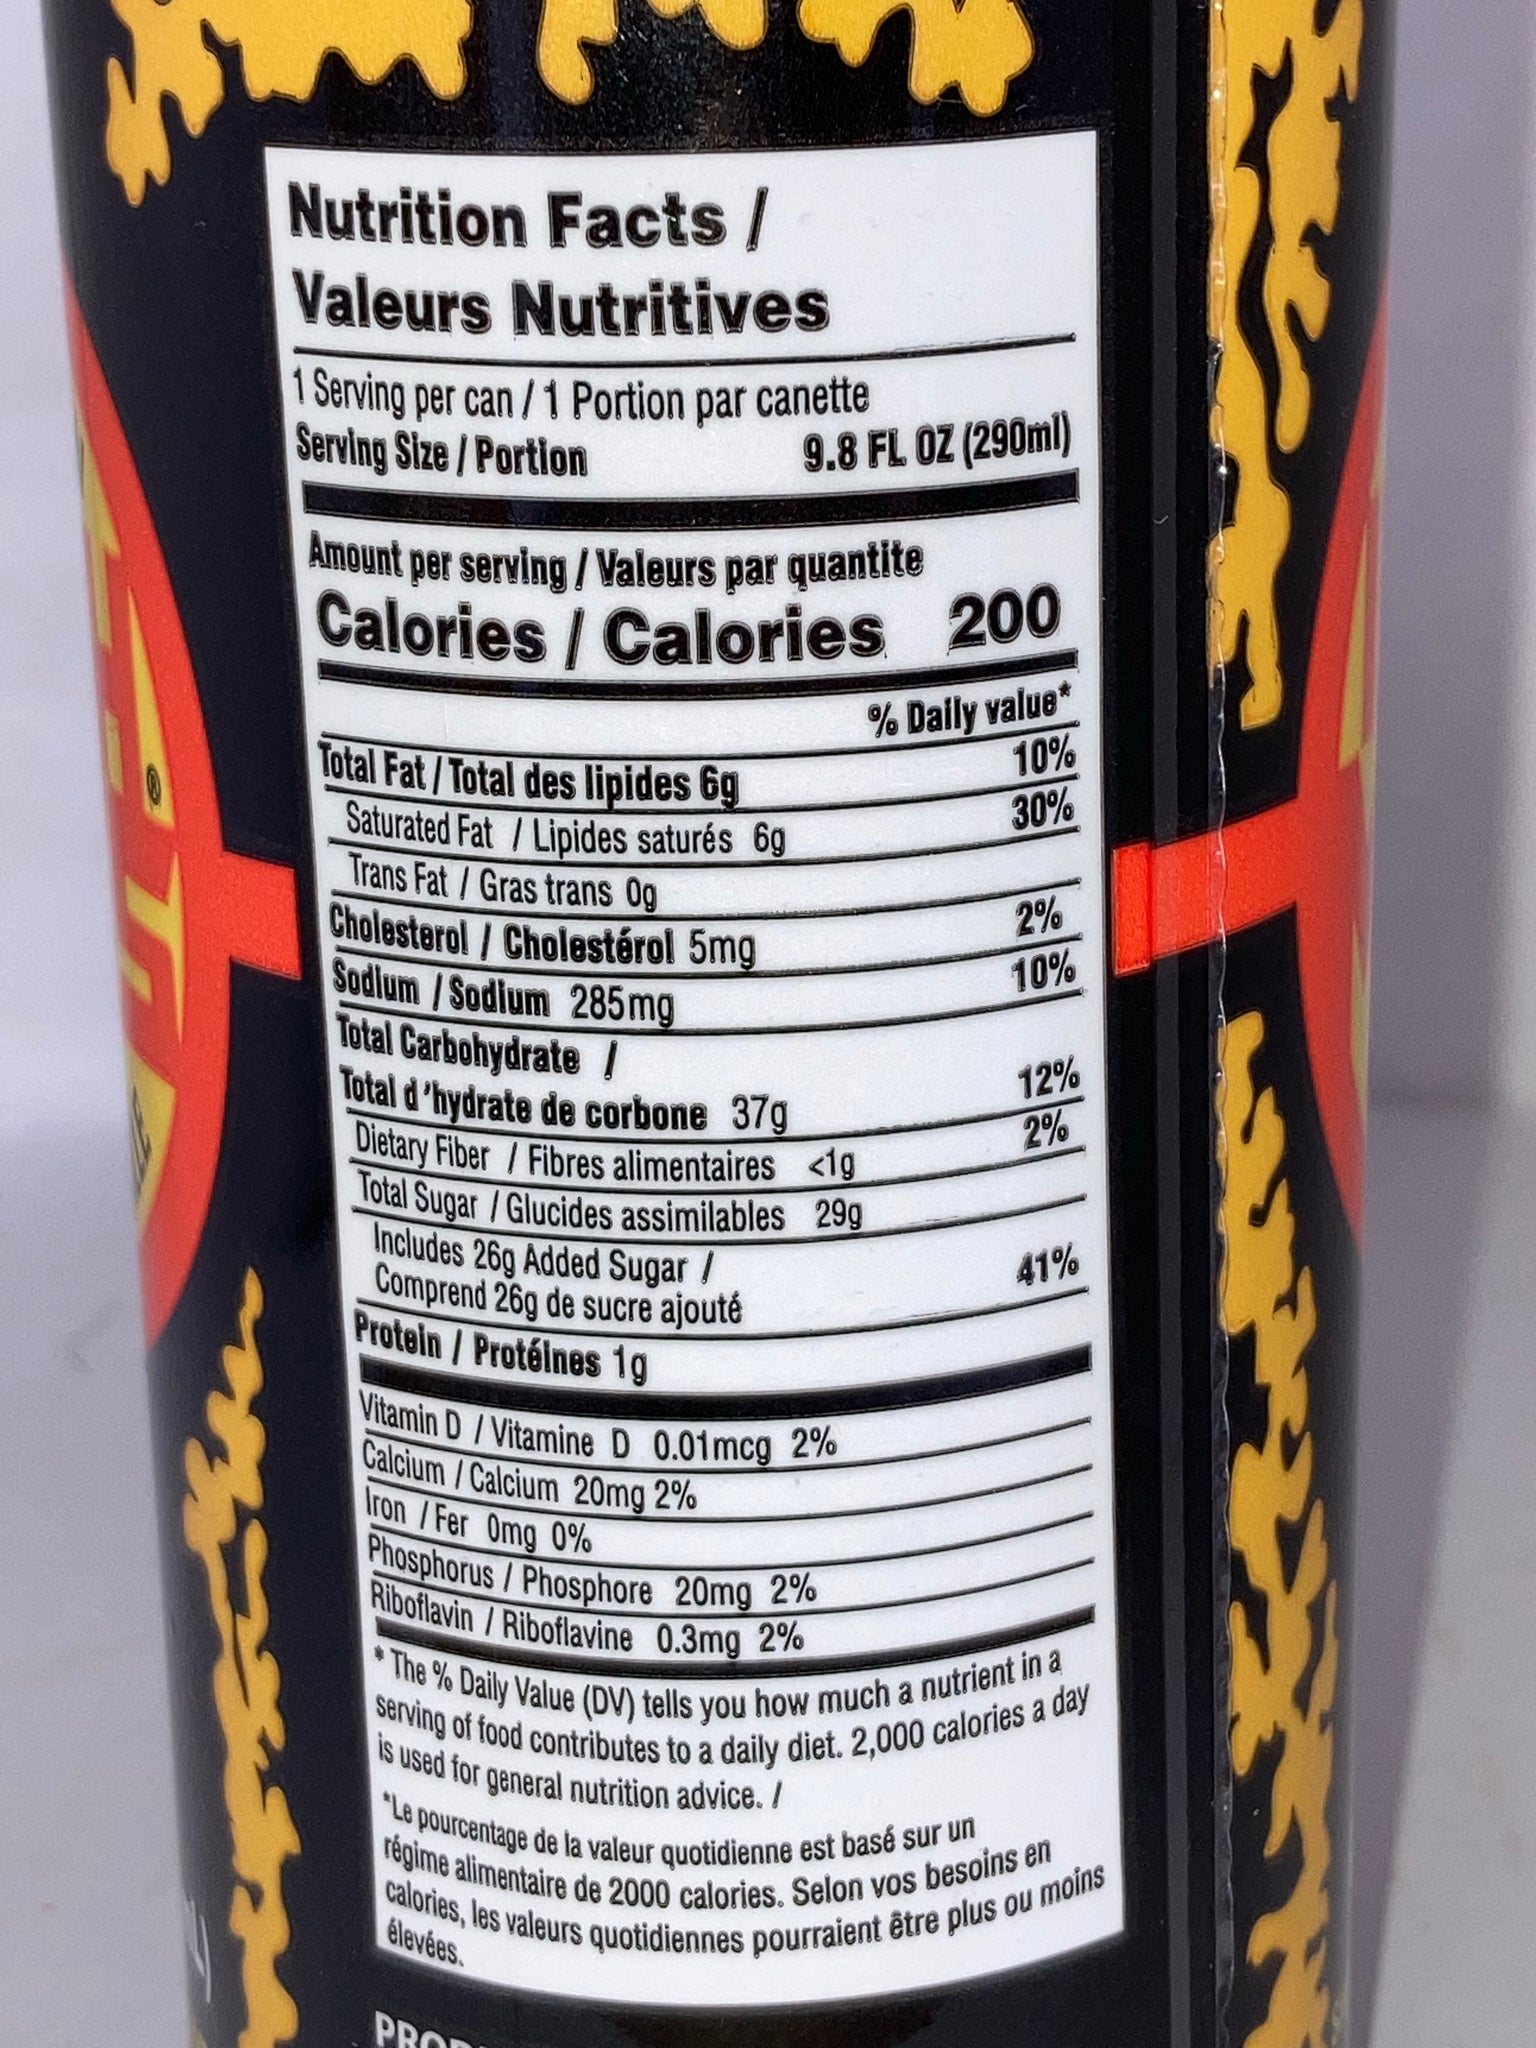 Nutrition Facts /
Valeurs Nutritives
1 Serving per can / 1 Portion par canette
Serving Size / Portion 9.8 FL OZ (290ml)
Amount per serving / Valeurs par quantite
Calories / Calories 200
% Daily value*
Total Fat / Total des lipides 6g 10%
Saturated Fat / Lipides saturés 6g 30%
Trans Fat / Gras trans 0g
Cholesterol / Cholestérol 5mg 2%
Sodium / Sodium 285mg 10%
Total Carbohydrate /
Total d'hydrate de corbone 37g 12%
Dietary Fiber / Fibres alimentaires <1g 2%
Total Sugar / Glucides assimilables 29g
Includes 26g Added Sugar /
Comprend 26g de sucre ajouté 41%
Protein / Protéines 1g
Vitamin D / Vitamine D 0.01mcg 2%
Calcium / Calcium 20mg 2%
Iron / Fer 0mg 0%
Phosphorus / Phosphore 20mg 2%
Riboflavin / Riboflavine 0.3mg 2%
* The % Daily Value (DV) tells you how much a nutrient in a
serving of food contributes to a daily diet. 2,000 calories a day
is used for general nutrition advice. /
*Le pourcentage de la valeur quotidienne est basé sur un
régime alimentaire de 2000 calories. Selon vos besoins en
calories, les valeurs quotidiennes pourraient être plus ou moins
élevées.